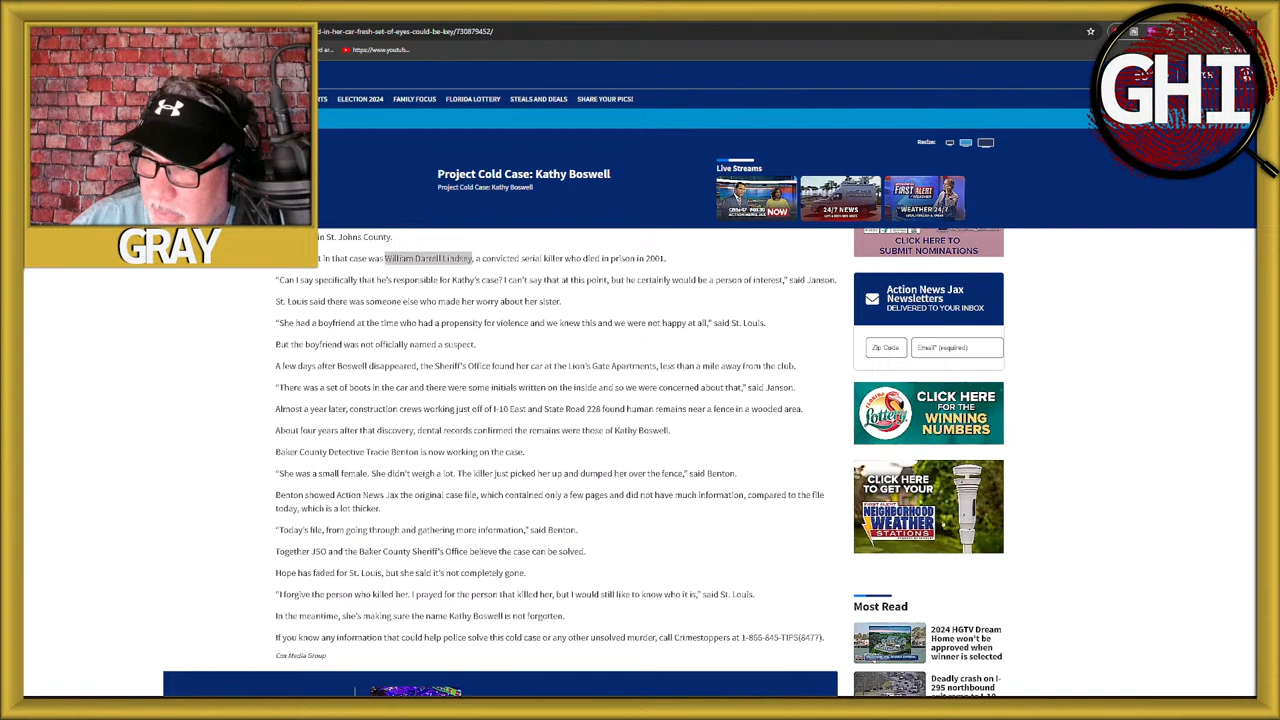 d-in-her-car-fresh-set-of-eyes-could-be-key/730879452/
https://www.youtub...
ELECTION 2024 FAMILY FOCUS FLORIDA LOTTERY STEALS AND DEALS SHARE YOUR PICS!
GHI
Resize:
Project Cold Case: Kathy Boswell
Project Cold Case: Kathy Boswell
Live Streams
NOW
24/7 NEWS
FIRST ALERT
WEATHER 24/7
GRAY
in St. Johns County.
t in that case was William Darrell Lindsey, a convicted serial killer who died in prison in 2001.
“Can I say specifically that he’s responsible for Kathy’s case? I can’t say that at this point, but he certainly would be a person of interest,” said Janson.
St. Louis said there was someone else who made her worry about her sister.
“She had a boyfriend at the time who had a propensity for violence and we knew this and we were not happy at all,” said St. Louis.
But the boyfriend was not officially named a suspect.
A few days after Boswell disappeared, the Sheriff’s Office found her car at the Lion’s Gate Apartments, less than a mile away from the club.
“There was a set of boots in the car and there were some initials written on the inside and so we were concerned about that,” said Janson.
Almost a year later, construction crews working just off of I-10 East and State Road 228 found human remains near a fence in a wooded area.
About four years after that discovery, dental records confirmed the remains were those of Kathy Boswell.
Baker County Detective Tracie Benton is now working on the case.
“She was a small female. She didn’t weigh a lot. The killer just picked her up and dumped her over the fence,” said Benton.
Benton showed Action News Jax the original case file, which contained only a few pages and did not have much information, compared to the file
today, which is a lot thicker.
“Today’s file, from going through and gathering more information,” said Benton.
Together JSO and the Baker County Sheriff’s Office believe the case can be solved.
Hope has faded for St. Louis, but she said it’s not completely gone.
“I forgive the person who killed her. I prayed for the person that killed her, but I would still like to know who it is,” said St. Louis.
In the meantime, she’s making sure the name Kathy Boswell is not forgotten.
If you know any information that could help police solve this cold case or any other unsolved murder, call Crimestoppers at 1-866-845-TIPS(8477).
Cox Media Group
CLICK HERE
TO SUBMIT NOMINATIONS
Action News Jax
Newsletters
DELIVERED TO YOUR INBOX
Zip Code
Email* (required)
Florida
Lottery
CLICK HERE
FOR THE
WINNING
NUMBERS
CLICK HERE
TO GET YOUR
FIRST ALERT
NEIGHBORHOOD
WEATHER
STATIONS
Most Read
2024 HGTV Dream
Home won’t be
approved when
winner is selected
Deadly crash on I-
295 northbound